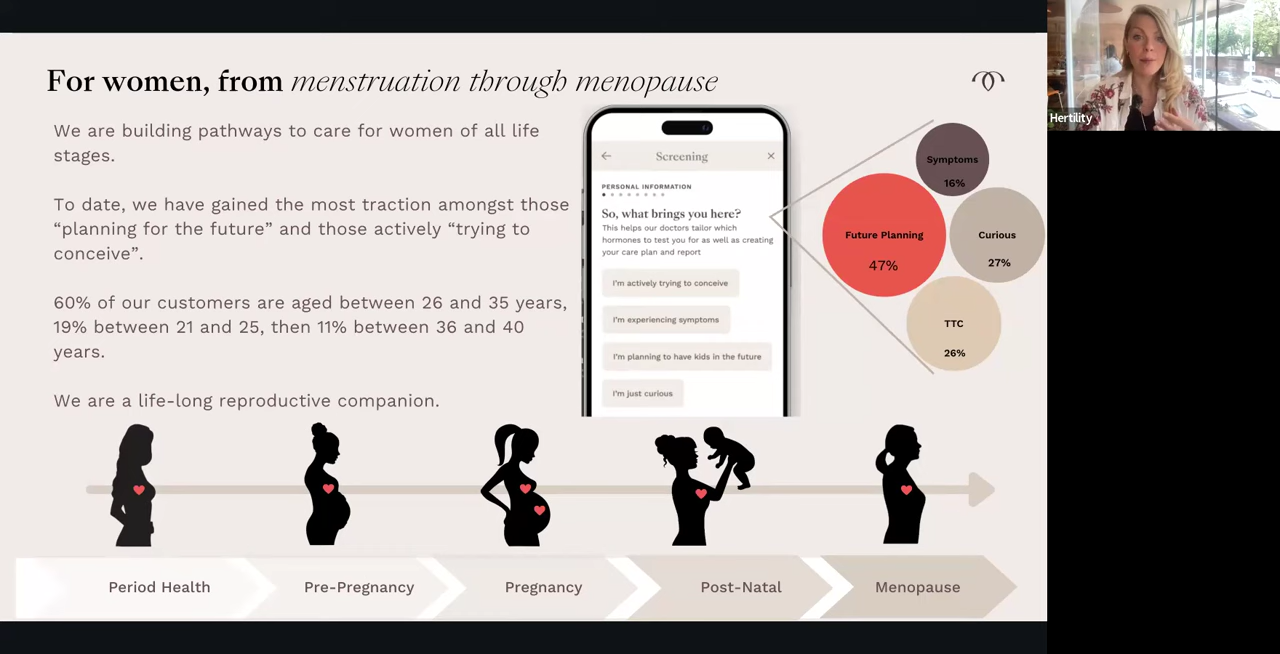 For women, from menstruation through menopause
We are building pathways to care for women of all life
stages.
To date, we have gained the most traction amongst those
“planning for the future” and those actively “trying to
conceive”.
60% of our customers are aged between 26 and 35 years,
19% between 21 and 25, then 11% between 36 and 40
years.
We are a life-long reproductive companion.
Screening
PERSONAL INFORMATION
So, what brings you here?
This helps our doctors tailor which
hormones to test you for as well as creating
your care plan and report
I'm actively trying to conceive
I'm experiencing symptoms
I'm planning to have kids in the future
I'm just curious
Symptoms
16%
Future Planning
47%
Curious
27%
TTC
26%
Period Health
Pre-Pregnancy
Pregnancy
Post-Natal
Menopause
Hertility